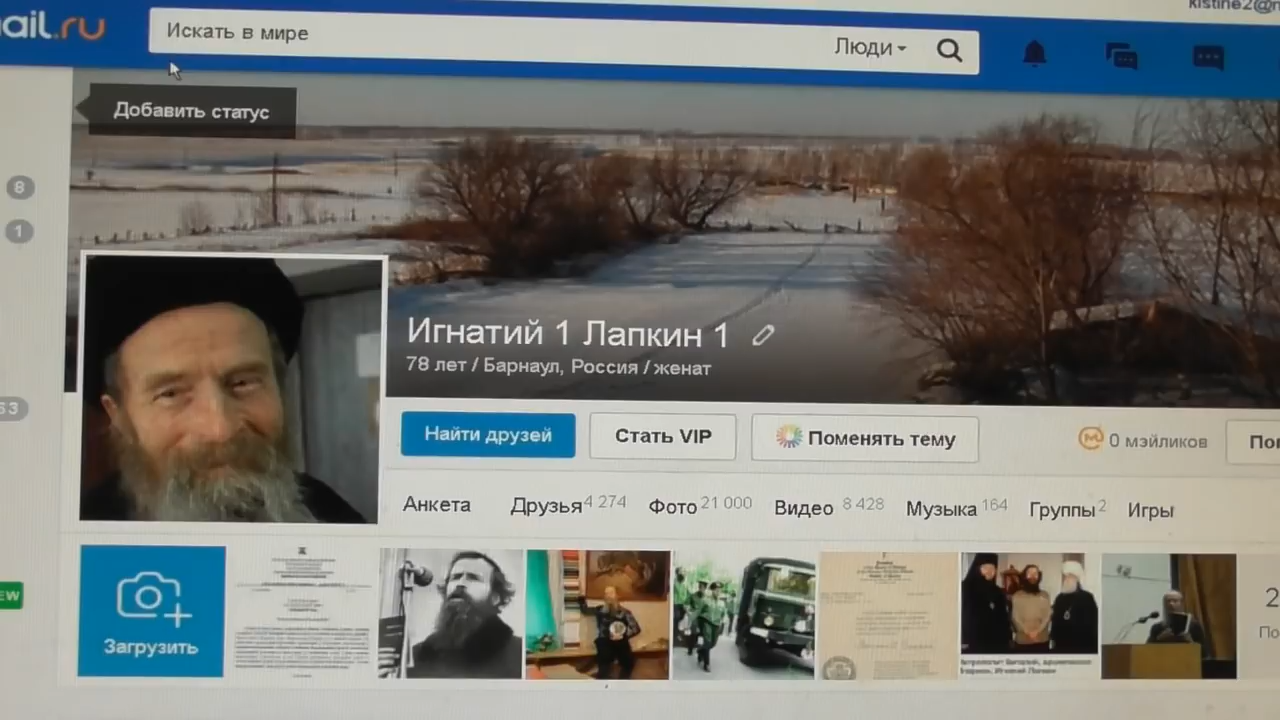 ail.ru
Искать в мире
Люди
Добавить статус
8
1
53
Игнатий 1 Лапкин 1
78 лет / Барнаул, Россия / женат
Найти друзей
Стать VIP
Поменять тему
0 мэйликов
Анкета
Друзья 4 274
Фото 21 000
Видео 8 428
Музыка 164
Группы 2
Игры
Загрузить